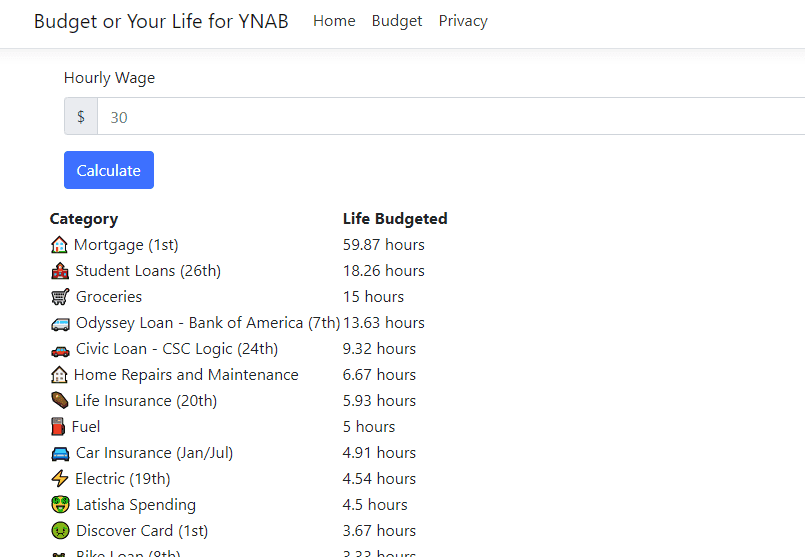 Budget or Your Life for YNAB Home Budget Privacy
Hourly Wage
$ 30
Calculate
Category Life Budgeted
Mortgage (1st) 59.87 hours
Student Loans (26th) 18.26 hours
Groceries 15 hours
Odyssey Loan - Bank of America (7th) 13.63 hours
Civic Loan - CSC Logic (24th) 9.32 hours
Home Repairs and Maintenance 6.67 hours
Life Insurance (20th) 5.93 hours
Fuel 5 hours
Car Insurance (Jan/Jul) 4.91 hours
Electric (19th) 4.54 hours
Latisha Spending 4.5 hours
Discover Card (1st) 3.67 hours
Bike Loan (8th) 3.33 hours